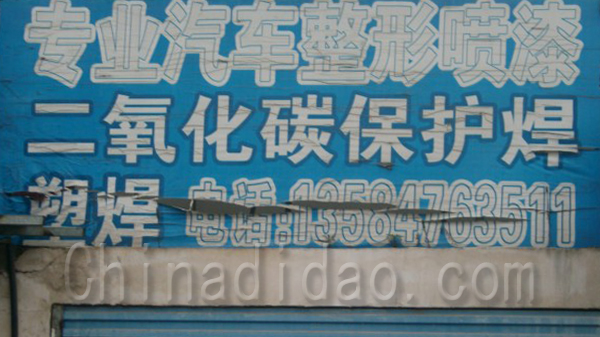 专业汽车整形喷漆
二氧化碳保护焊
塑焊 电话:13584763511
Chinadidao.com